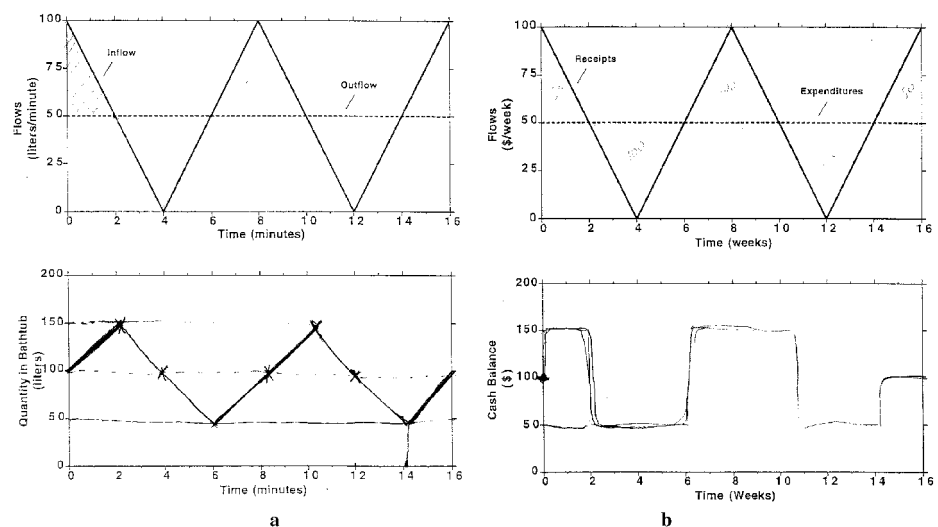 100
75
50
25
0
Flows
(liters/minute)
Inflow
Outflow
0 2 4 6 8 10 12 14 16
Time (minutes)
200
150
100
50
0
Quantity in Bathtub
(liters)
0 2 4 6 8 10 12 14 16
Time (minutes)
a
100
75
50
25
0
Flows
($/week)
Receipts
Expenditures
0 2 4 6 8 10 12 14 16
Time (weeks)
200
150
100
50
0
Cash Balance
($)
0 2 4 6 8 10 12 14 16
Time (Weeks)
b